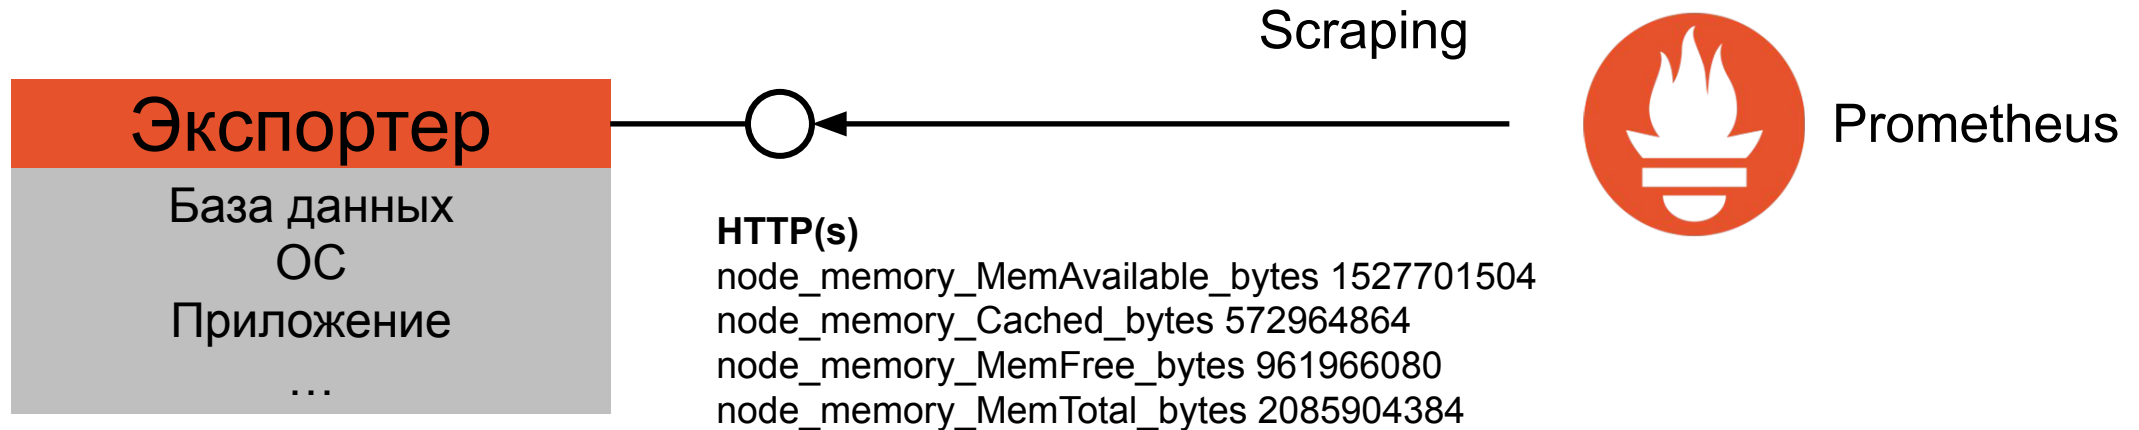 Scraping
Экспортер
Prometheus
База данных
ОС
Приложение
…
HTTP(s)
node_memory_MemAvailable_bytes 1527701504
node_memory_Cached_bytes 572964864
node_memory_MemFree_bytes 961966080
node_memory_MemTotal_bytes 2085904384